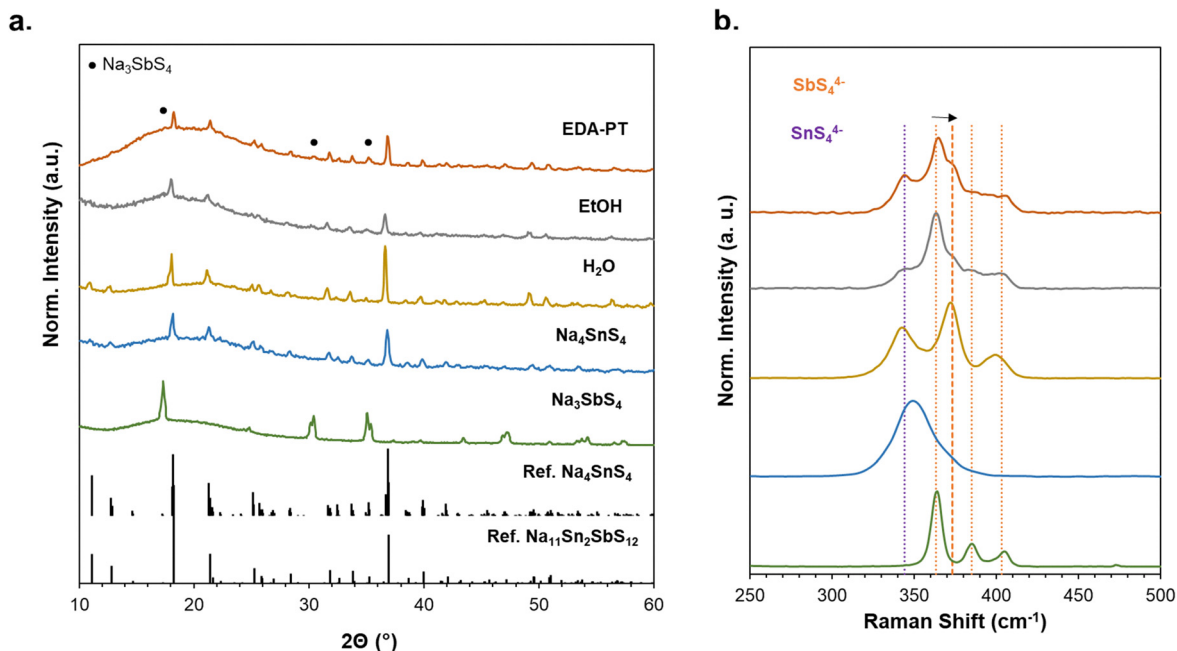 a.
● Na₃SbS₄
EDA-PT
EtOH
H₂O
Na₄SnS₄
Na₃SbS₄
Ref. Na₄SnS₄
Ref. Na₁₁Sn₂SbS₁₂
Norm. Intensity (a.u.)
10 20 30 40 50 60
2Θ (°)
b.
SbS₄⁴⁻
SnS₄⁴⁻
Norm. Intensity (a. u.)
250 300 350 400 450 500
Raman Shift (cm⁻¹)